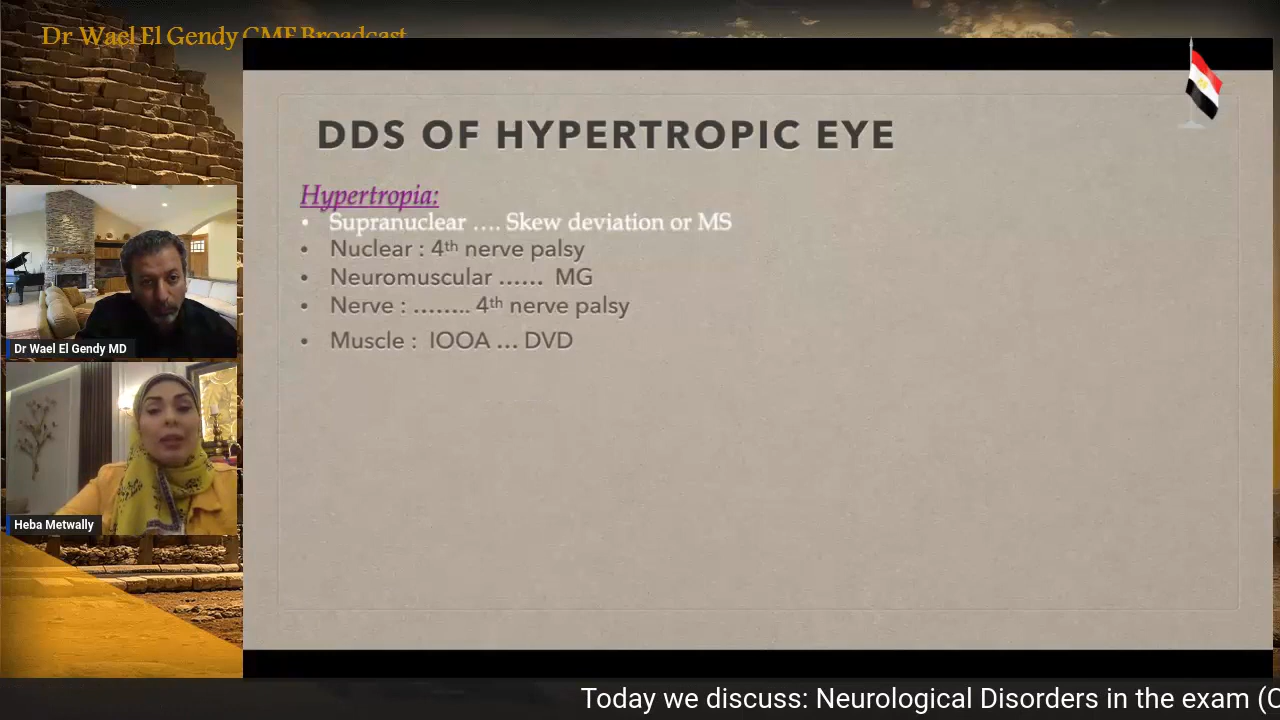 Dr Wael El Gendy CME Broadcast
DDS OF HYPERTROPIC EYE
Hypertropia:
• Supranuclear .... Skew deviation or MS
• Nuclear : 4th nerve palsy
• Neuromuscular ...... MG
• Nerve : ........ 4th nerve palsy
• Muscle : IOOA ... DVD
Dr Wael El Gendy MD
Heba Metwally
Today we discuss: Neurological Disorders in the exam (